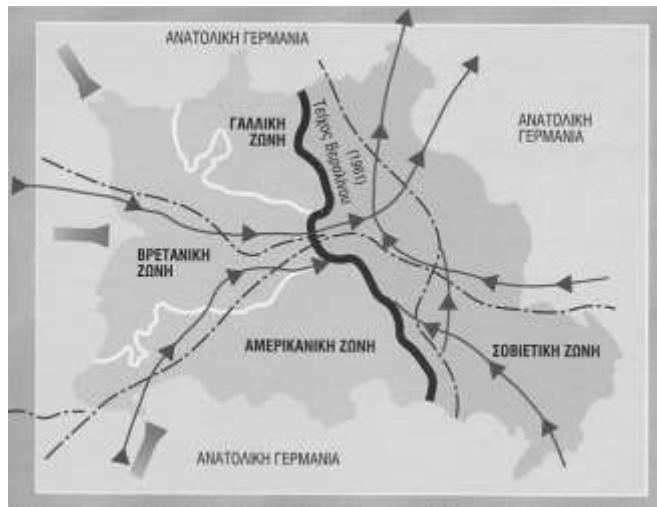 ΑΝΑΤΟΛΙΚΗ ΓΕΡΜΑΝΙΑ
ΓΑΛΛΙΚΗ
ΖΩΝΗ
Τείχος Βερολίνου
(1961)
ΑΝΑΤΟΛΙΚΗ
ΓΕΡΜΑΝΙΑ
ΒΡΕΤΑΝΙΚΗ
ΖΩΝΗ
ΑΜΕΡΙΚΑΝΙΚΗ ΖΩΝΗ
ΣΟΒΙΕΤΙΚΗ ΖΩΝΗ
ΑΝΑΤΟΛΙΚΗ ΓΕΡΜΑΝΙΑ